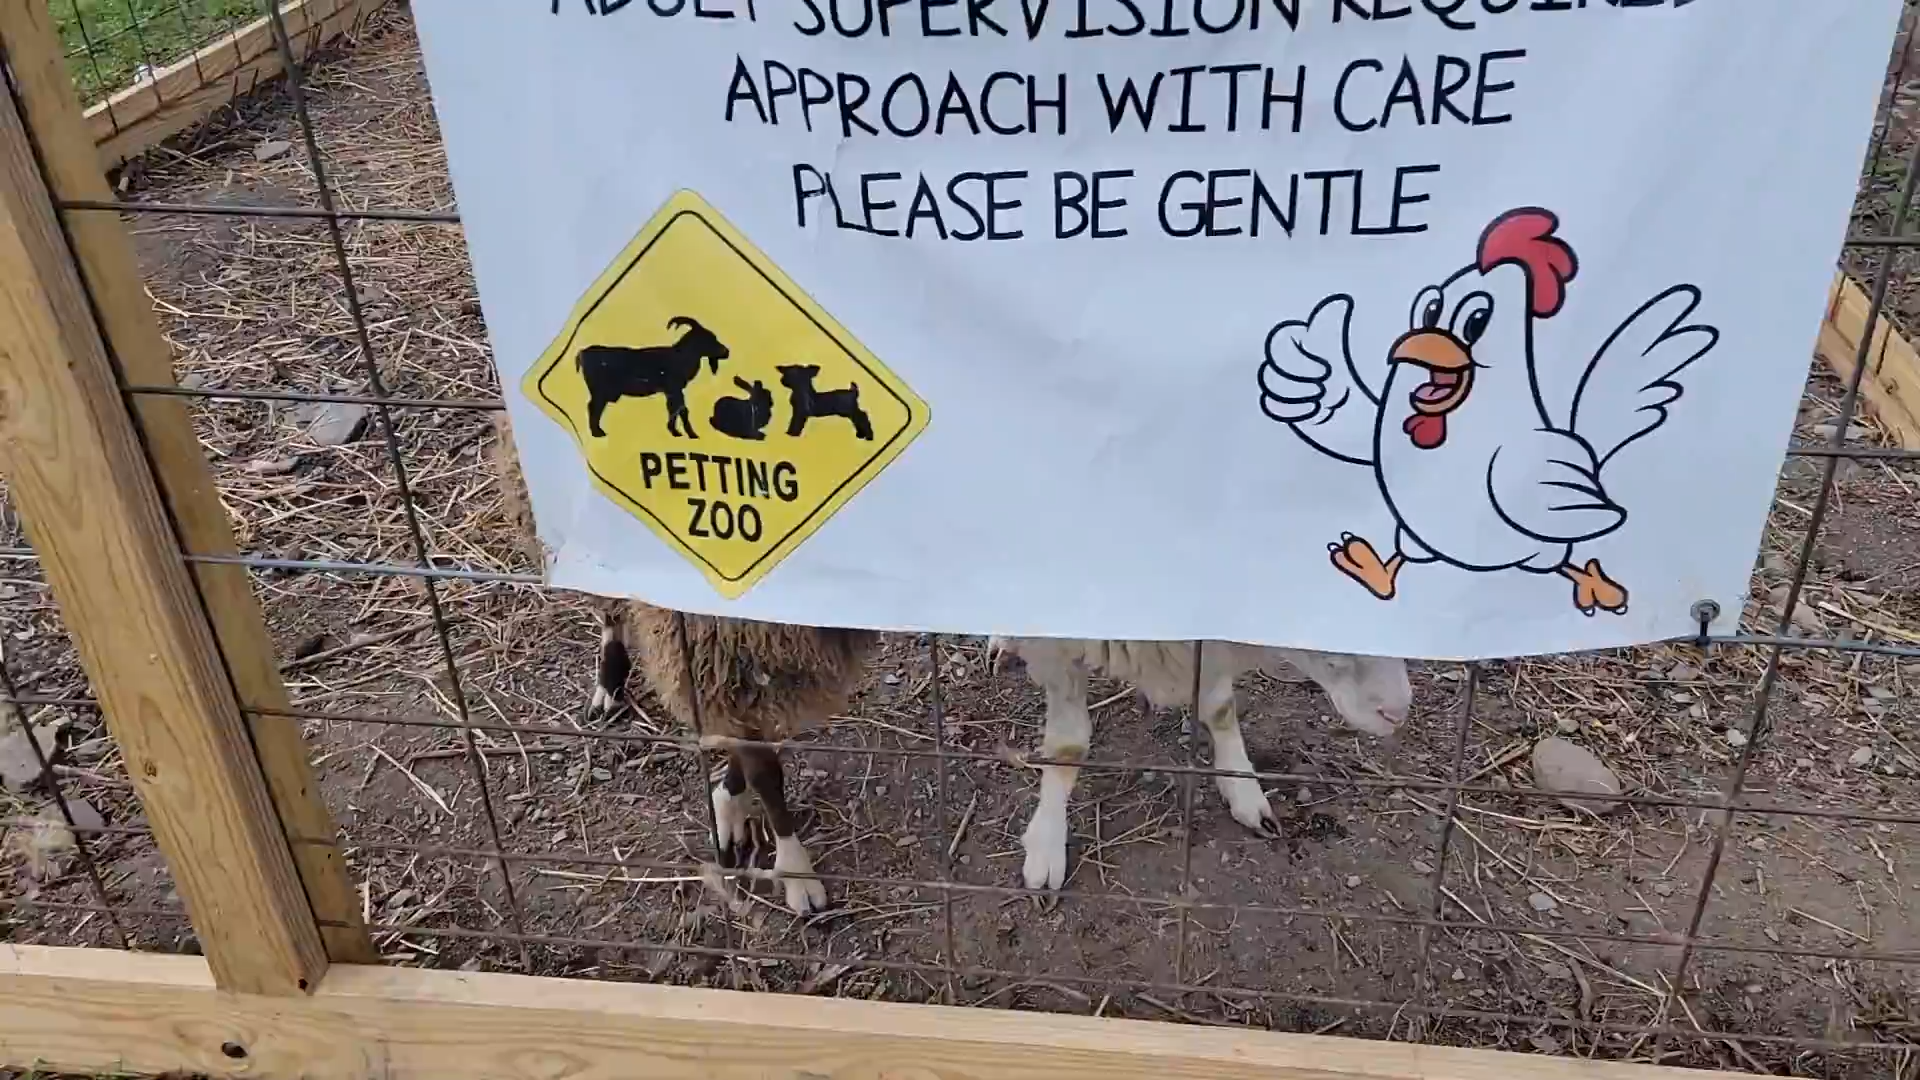 ADULT SUPERVISION REQUIRED
APPROACH WITH CARE
PLEASE BE GENTLE
PETTING
ZOO